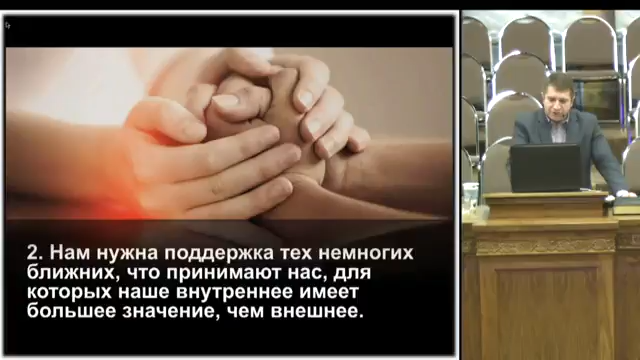 2. Нам нужна поддержка тех немногих
ближних, что принимают нас, для
которых наше внутреннее имеет
большее значение, чем внешнее.